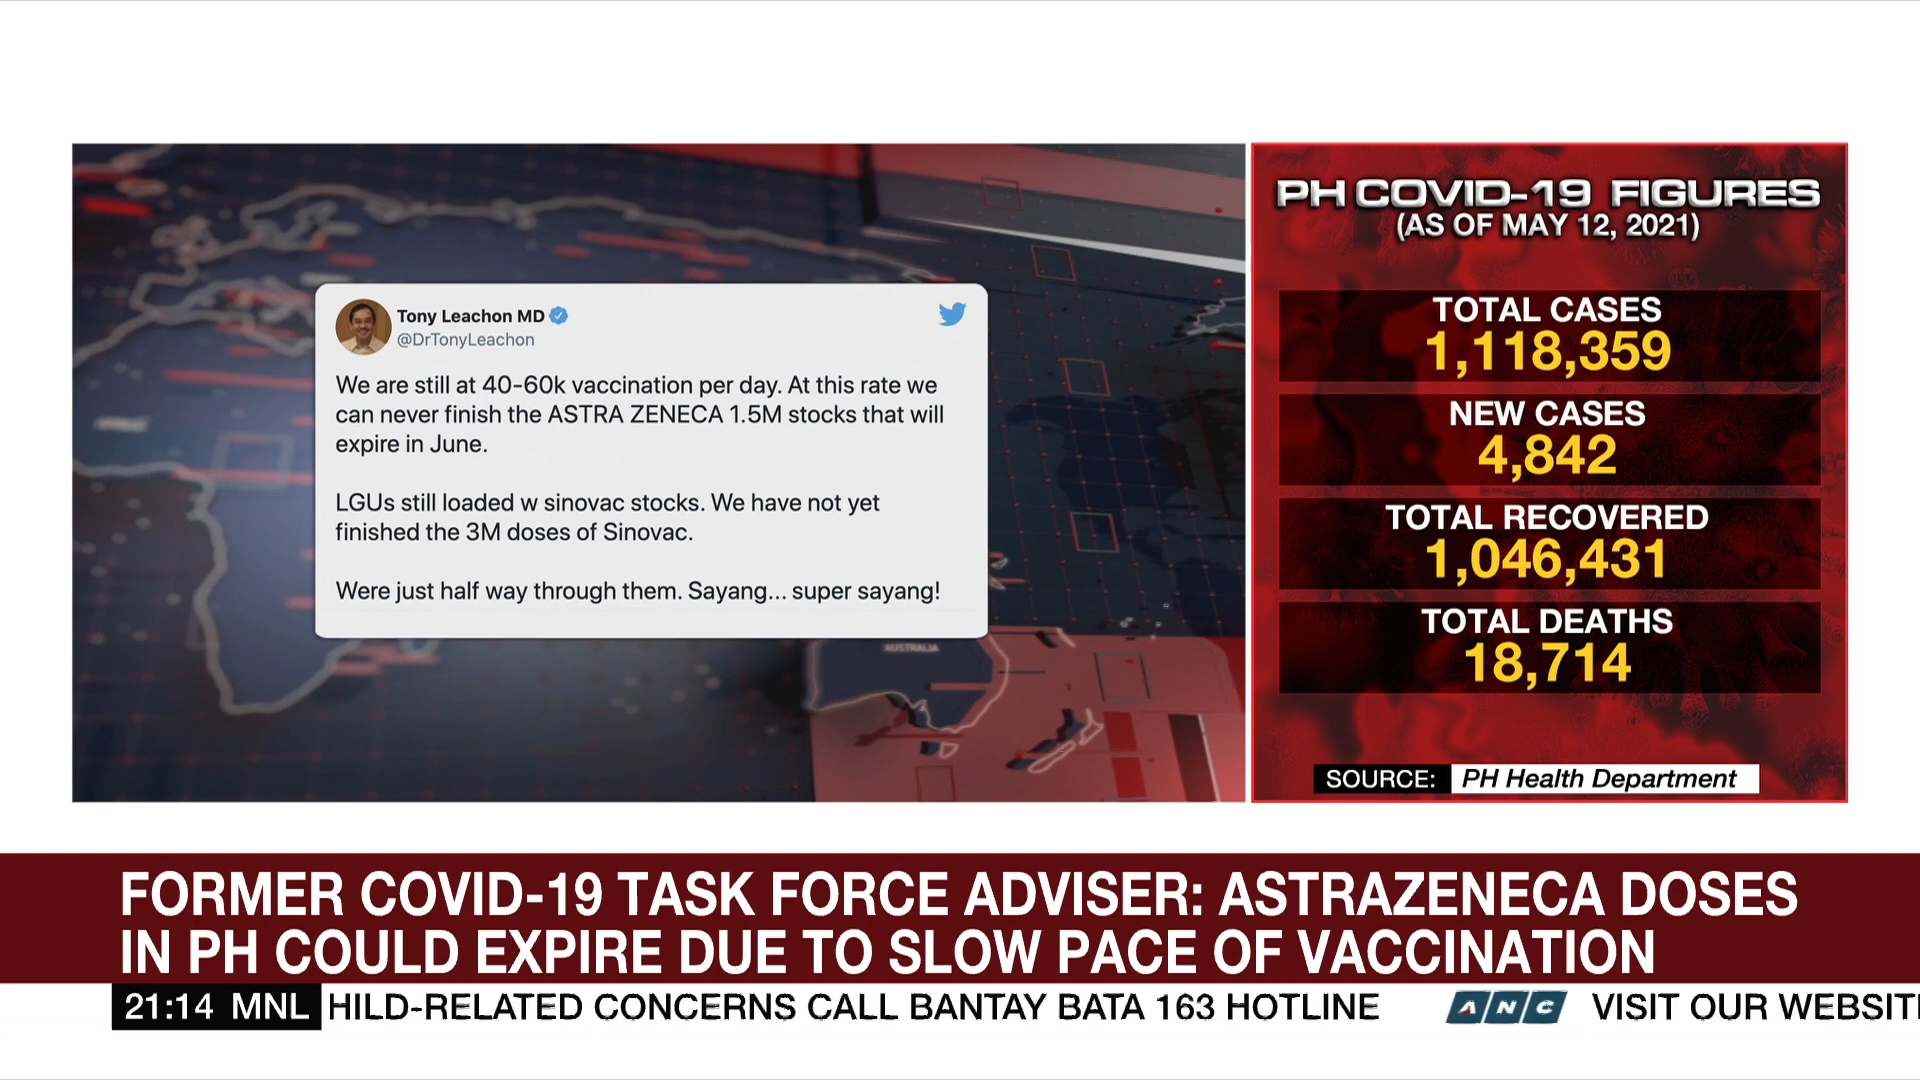 Tony Leachon MD
@DrTonyLeachon
We are still at 40-60k vaccination per day. At this rate we
can never finish the ASTRA ZENECA 1.5M stocks that will
expire in June.
LGUs still loaded w sinovac stocks. We have not yet
finished the 3M doses of Sinovac.
Were just half way through them. Sayang... super sayang!
AUSTRALIA
PH COVID-19 FIGURES
(AS OF MAY 12, 2021)
TOTAL CASES
1,118,359
NEW CASES
4,842
TOTAL RECOVERED
1,046,431
TOTAL DEATHS
18,714
SOURCE: PH Health Department
FORMER COVID-19 TASK FORCE ADVISER: ASTRAZENECA DOSES
IN PH COULD EXPIRE DUE TO SLOW PACE OF VACCINATION
21:14 MNL HILD-RELATED CONCERNS CALL BANTAY BATA 163 HOTLINE ANC VISIT OUR WEBSIT